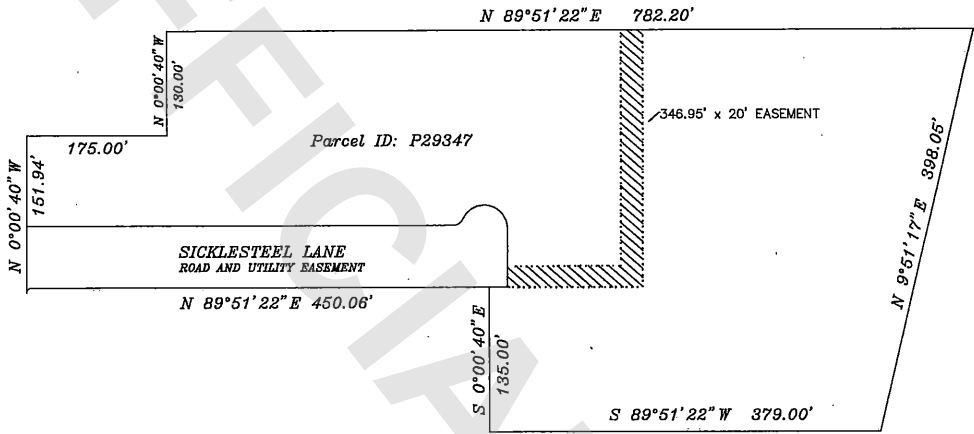 N 89°51'22"E 782.20'
N 0°00'40"W
130.00'
346.95' x 20' EASEMENT
Parcel ID: P29347
175.00'
N 0°00'40"W
151.94'
N 9°51'17"E 398.05'
SICKLESTEEL LANE
ROAD AND UTILITY EASEMENT
N 89°51'22"E 450.06'
S 0°00'40"E
135.00'
S 89°51'22"W 379.00'